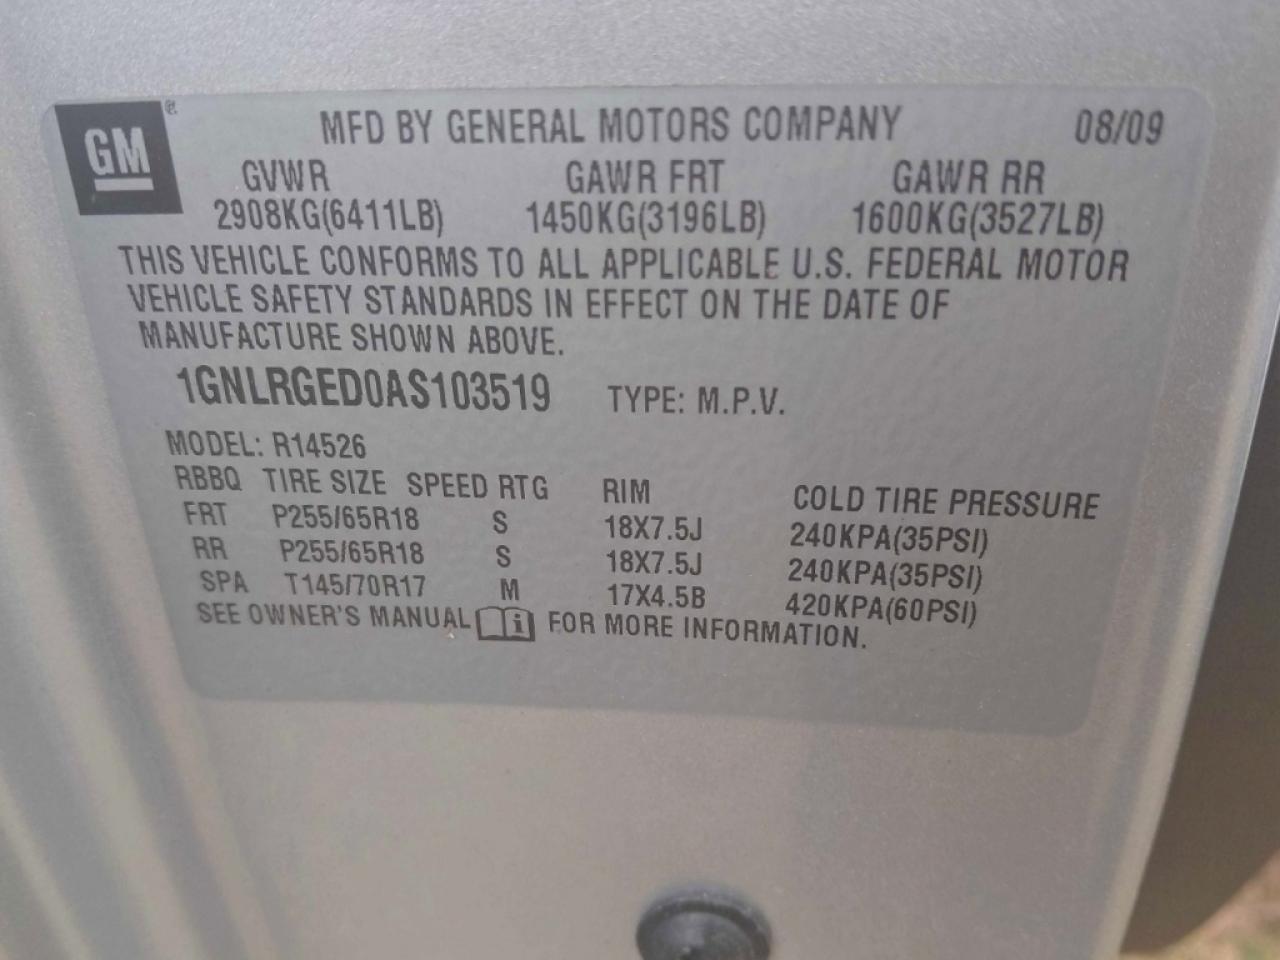 GM® MFD BY GENERAL MOTORS COMPANY 08/09
GVWR GAWR FRT GAWR RR
2908KG(6411LB) 1450KG(3196LB) 1600KG(3527LB)
THIS VEHICLE CONFORMS TO ALL APPLICABLE U.S. FEDERAL MOTOR
VEHICLE SAFETY STANDARDS IN EFFECT ON THE DATE OF
MANUFACTURE SHOWN ABOVE.
1GNLRGED0AS103519 TYPE: M.P.V.
MODEL: R14526
RBBQ TIRE SIZE SPEED RTG RIM COLD TIRE PRESSURE
FRT P255/65R18 S 18X7.5J 240KPA(35PSI)
RR P255/65R18 S 18X7.5J 240KPA(35PSI)
SPA T145/70R17 M 17X4.5B 420KPA(60PSI)
SEE OWNER'S MANUAL i FOR MORE INFORMATION.